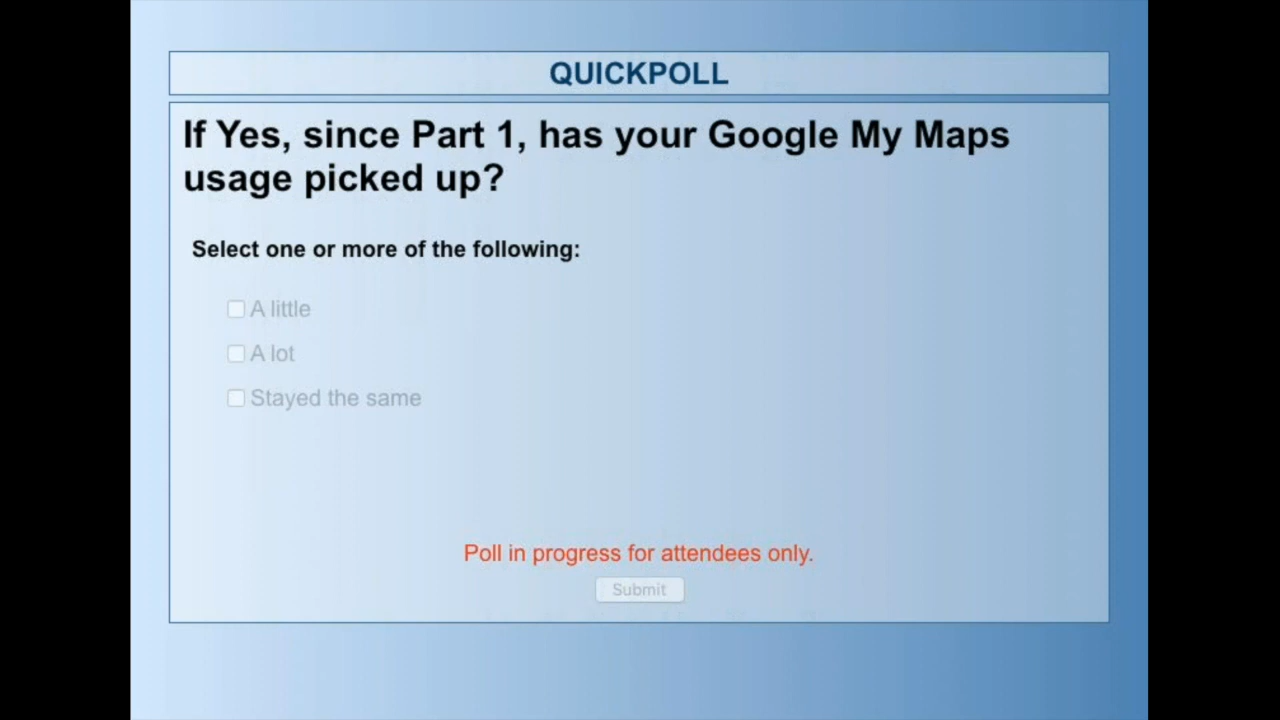 QUICKPOLL
If Yes, since Part 1, has your Google My Maps
usage picked up?
Select one or more of the following:
A little
A lot
Stayed the same
Poll in progress for attendees only.
Submit